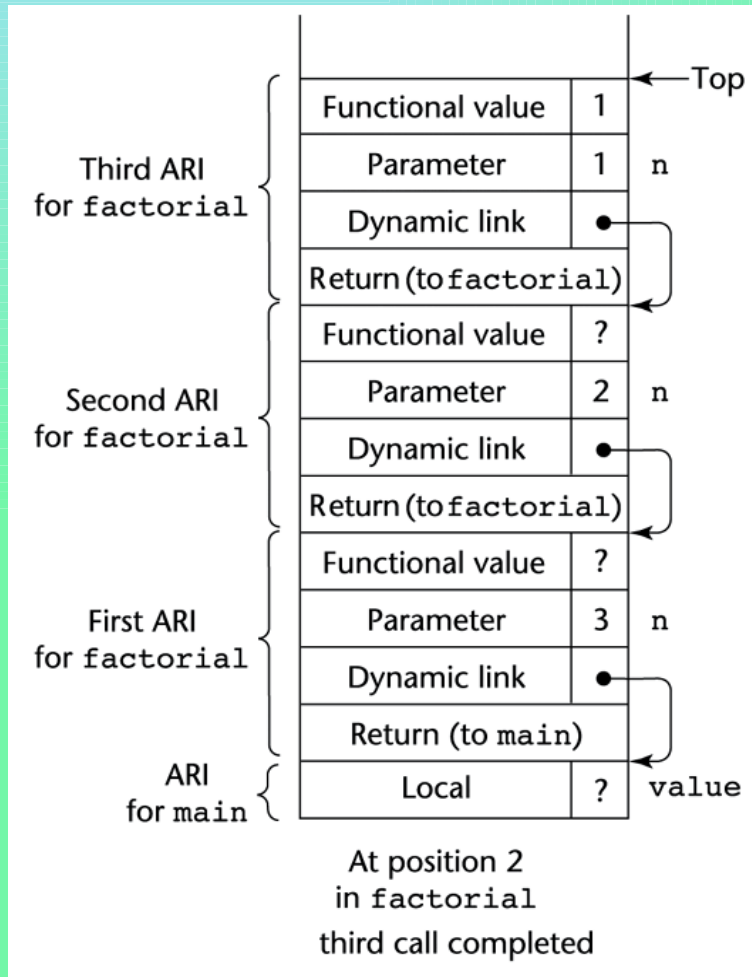 Top
Functional value 1
Third ARI
for factorial
Parameter 1 n
Dynamic link
Return (to factorial)
Functional value ?
Second ARI
for factorial
Parameter 2 n
Dynamic link
Return (to factorial)
Functional value ?
First ARI
for factorial
Parameter 3 n
Dynamic link
Return (to main)
ARI
for main
Local ? value
At position 2
in factorial
third call completed